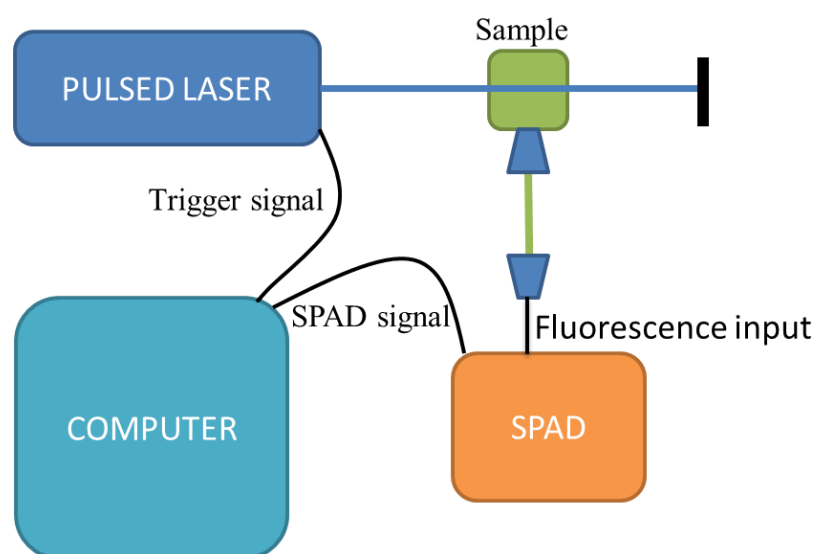 Sample
PULSED LASER
Trigger signal
SPAD signal
Fluorescence input
COMPUTER
SPAD